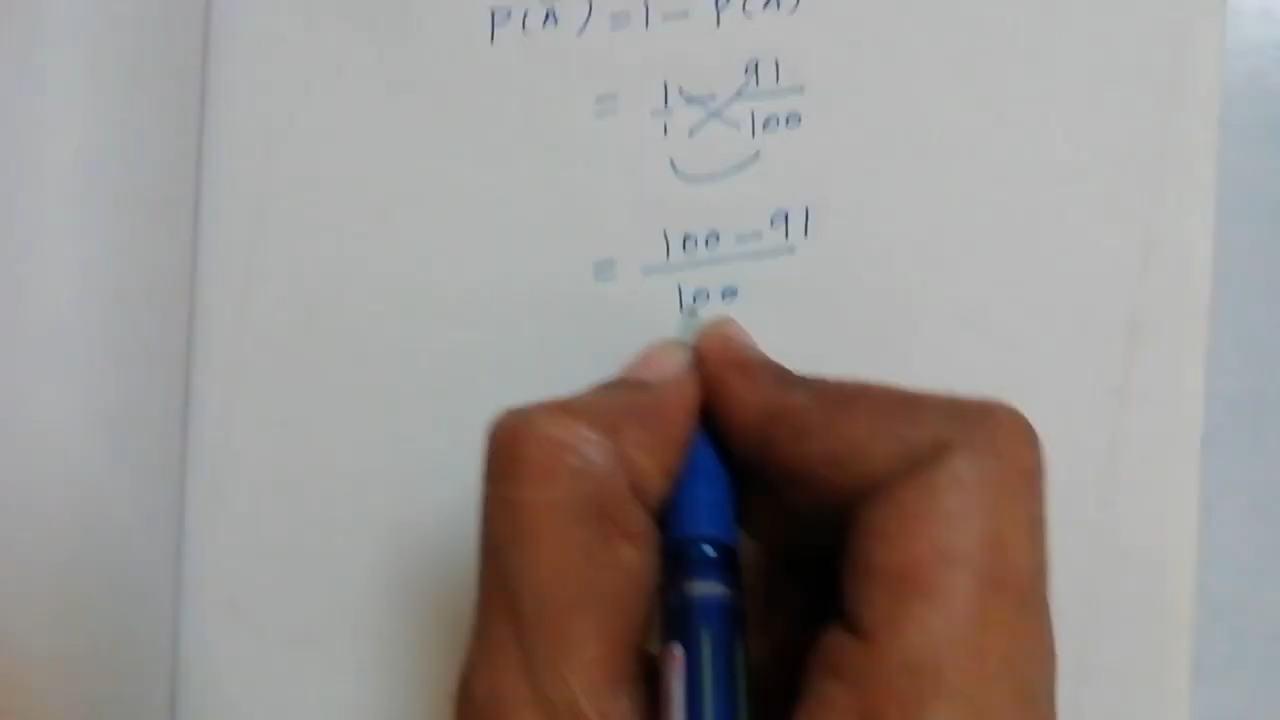 P(Ā) = 1 - P(A)
= 1/1 - 91/100
= 100 - 91/100